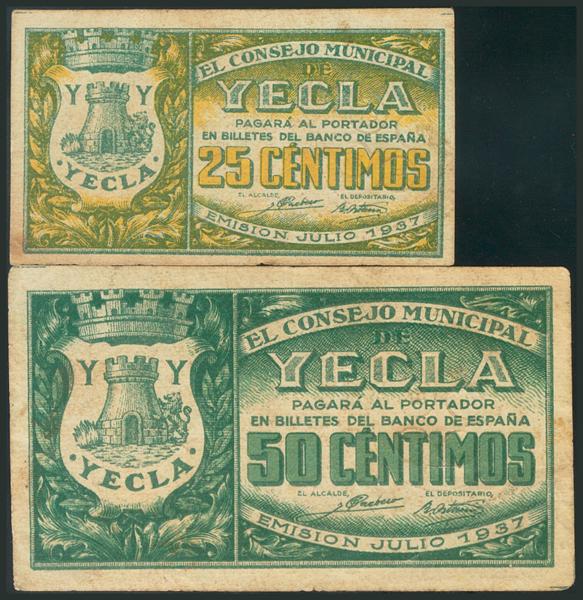 Y Y
YECLA
EL CONSEJO MUNICIPAL
DE
YECLA
PAGARÁ AL PORTADOR
EN BILLETES DEL BANCO DE ESPAÑA
25 CÉNTIMOS
EL ALCALDE, EL DEPOSITARIO,
EMISION JULIO 1937
Y Y
YECLA
EL CONSEJO MUNICIPAL
DE
YECLA
PAGARÁ AL PORTADOR
EN BILLETES DEL BANCO DE ESPAÑA
50 CÉNTIMOS
EL ALCALDE, EL DEPOSITARIO,
EMISION JULIO 1937